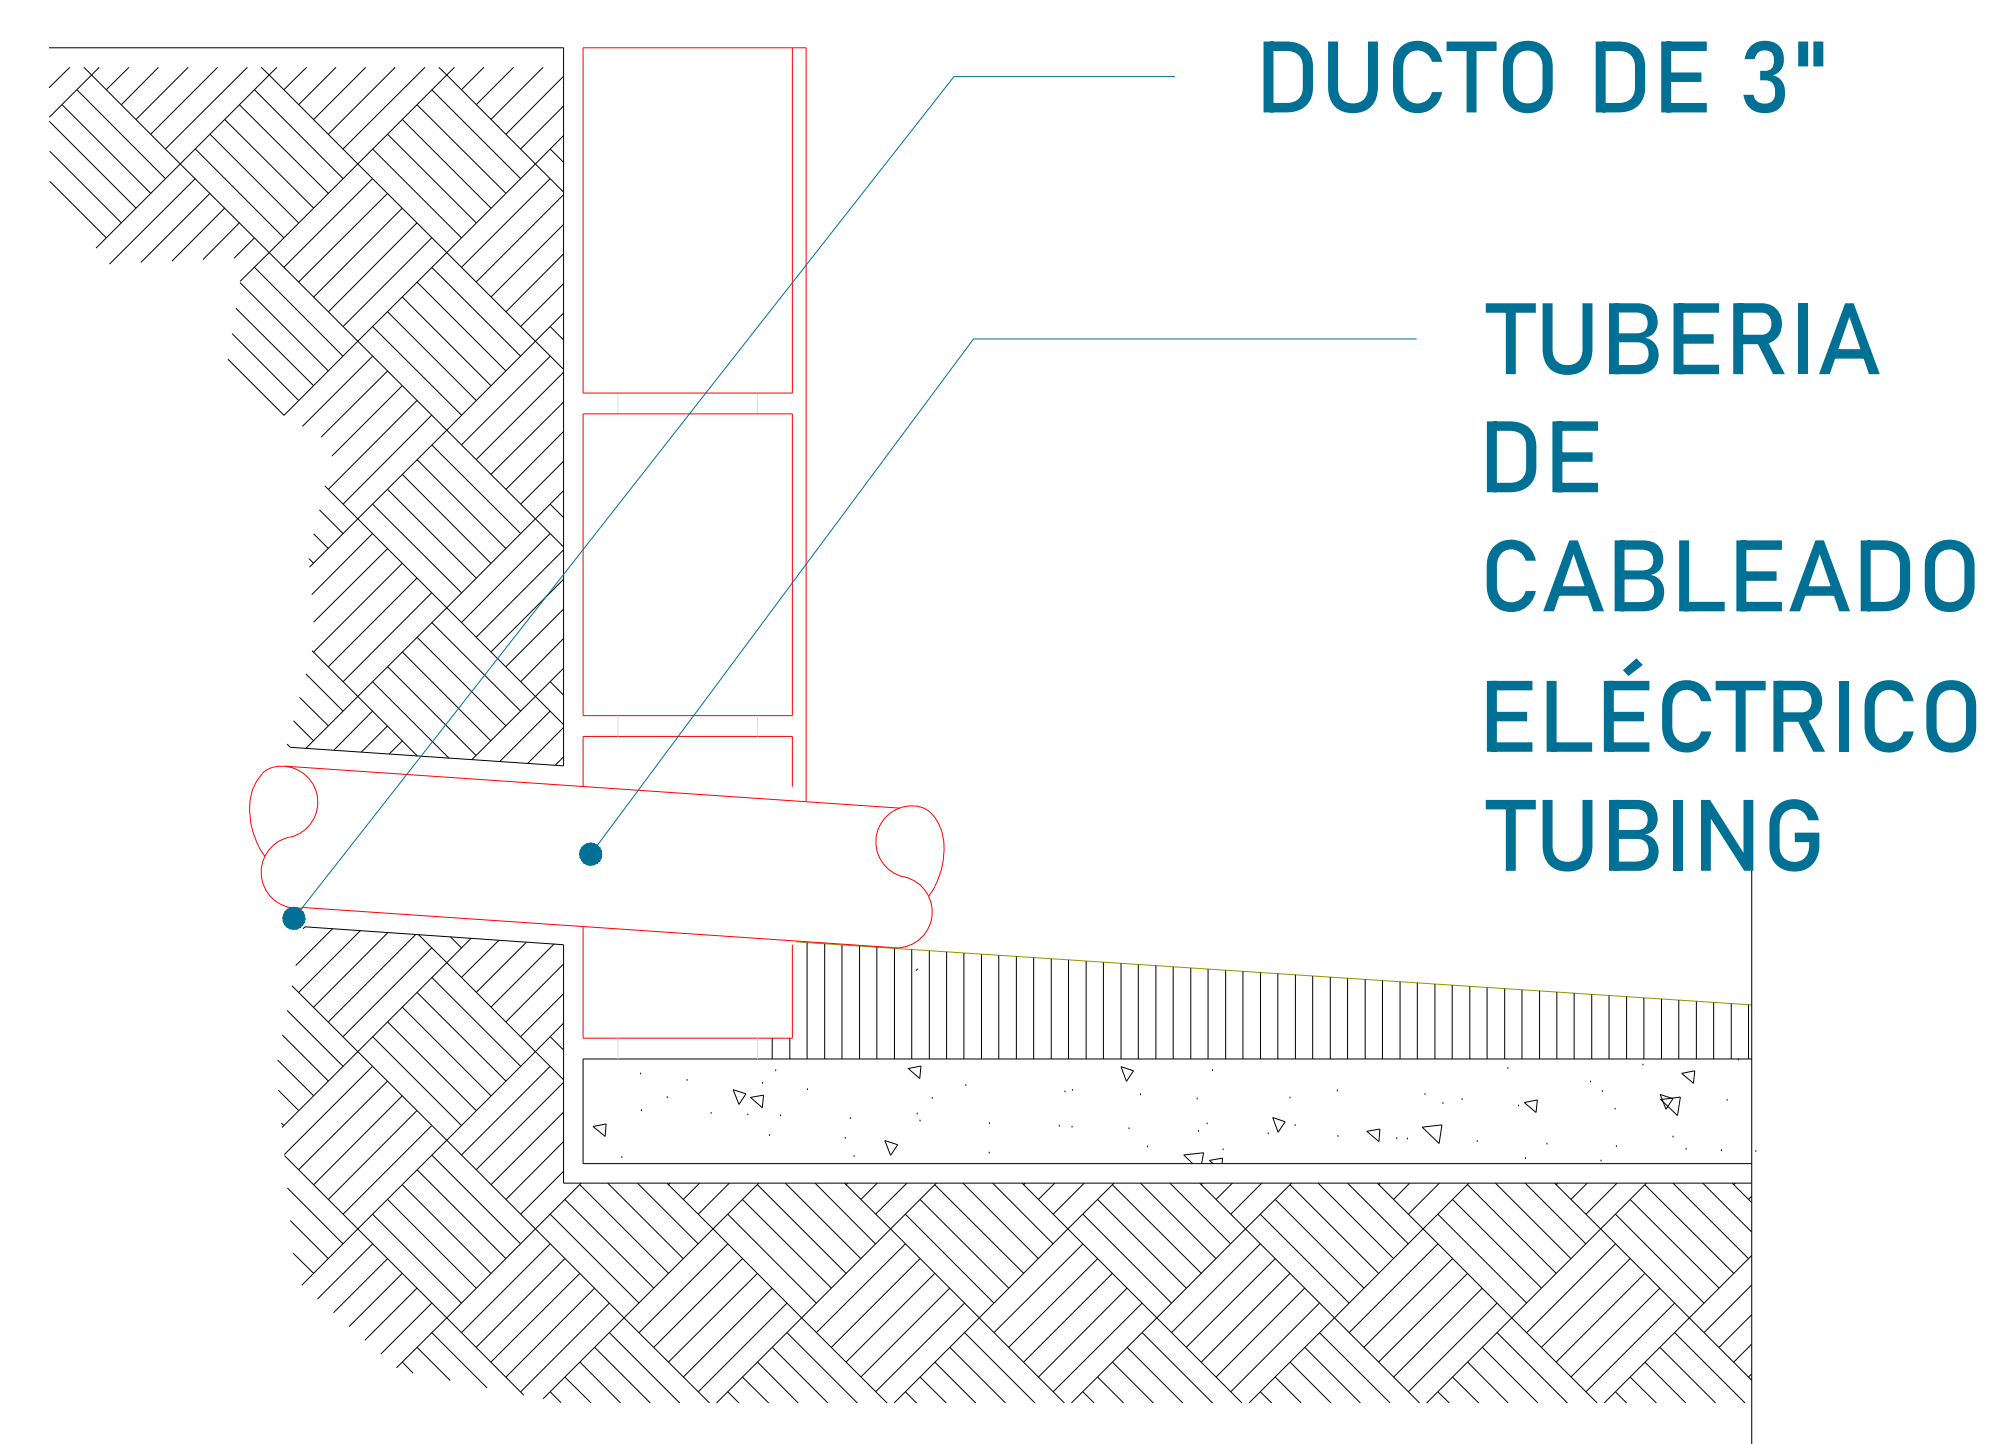 DUCTO DE 3"
TUBERIA
DE
CABLEADO
ELÉCTRICO
TUBING